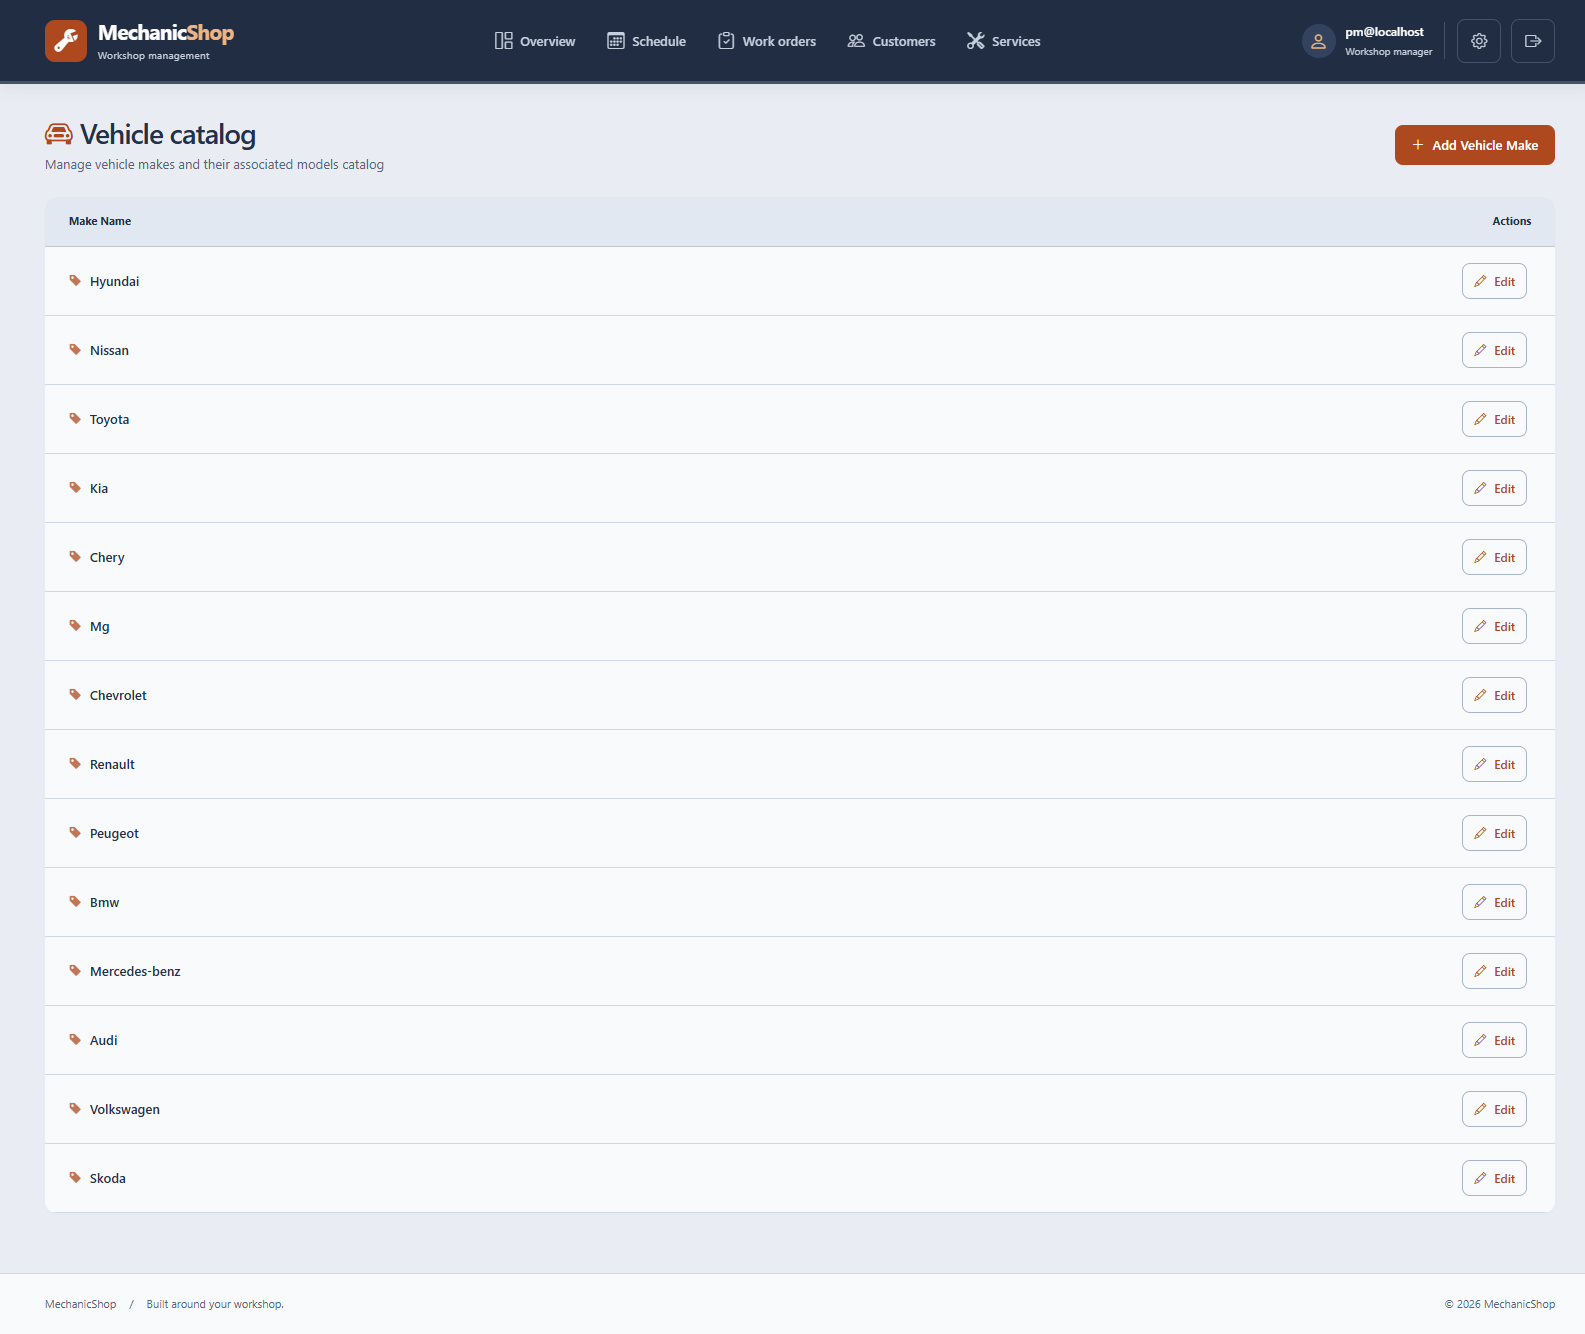 MechanicShop
Workshop management
Overview
Schedule
Work orders
Customers
Services
pm@localhost
Workshop manager
Vehicle catalog
Manage vehicle makes and their associated models catalog
Add Vehicle Make
Make Name
Actions
Hyundai
Edit
Nissan
Edit
Toyota
Edit
Kia
Edit
Chery
Edit
Mg
Edit
Chevrolet
Edit
Renault
Edit
Peugeot
Edit
Bmw
Edit
Mercedes-benz
Edit
Audi
Edit
Volkswagen
Edit
Skoda
Edit
MechanicShop / Built around your workshop.
© 2026 MechanicShop